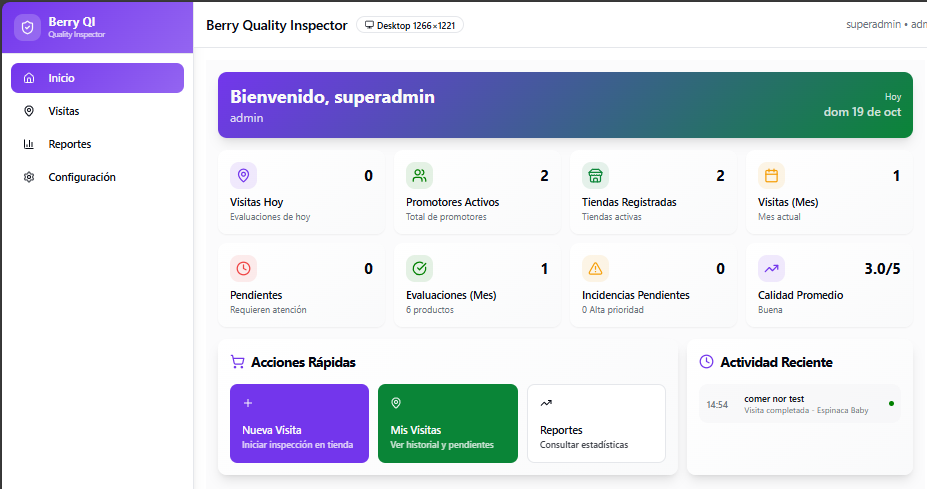 Berry QI
Quality Inspector
Berry Quality Inspector
Desktop 1266×1221
superadmin •
Inicio
Visitas
Reportes
Configuración
Bienvenido, superadmin
admin
Hoy
dom 19 de oct
0
Visitas Hoy
Evaluaciones de hoy
2
Promotores Activos
Total de promotores
2
Tiendas Registradas
Tiendas activas
1
Visitas (Mes)
Mes actual
0
Pendientes
Requieren atención
1
Evaluaciones (Mes)
6 productos
0
Incidencias Pendientes
0 Alta prioridad
3.0/5
Calidad Promedio
Buena
Acciones Rápidas
Nueva Visita
Iniciar inspección en tienda
Mis Visitas
Ver historial y pendientes
Reportes
Consultar estadísticas
Actividad Reciente
14:54
comer nor test
Visita completada · Espinaca Baby